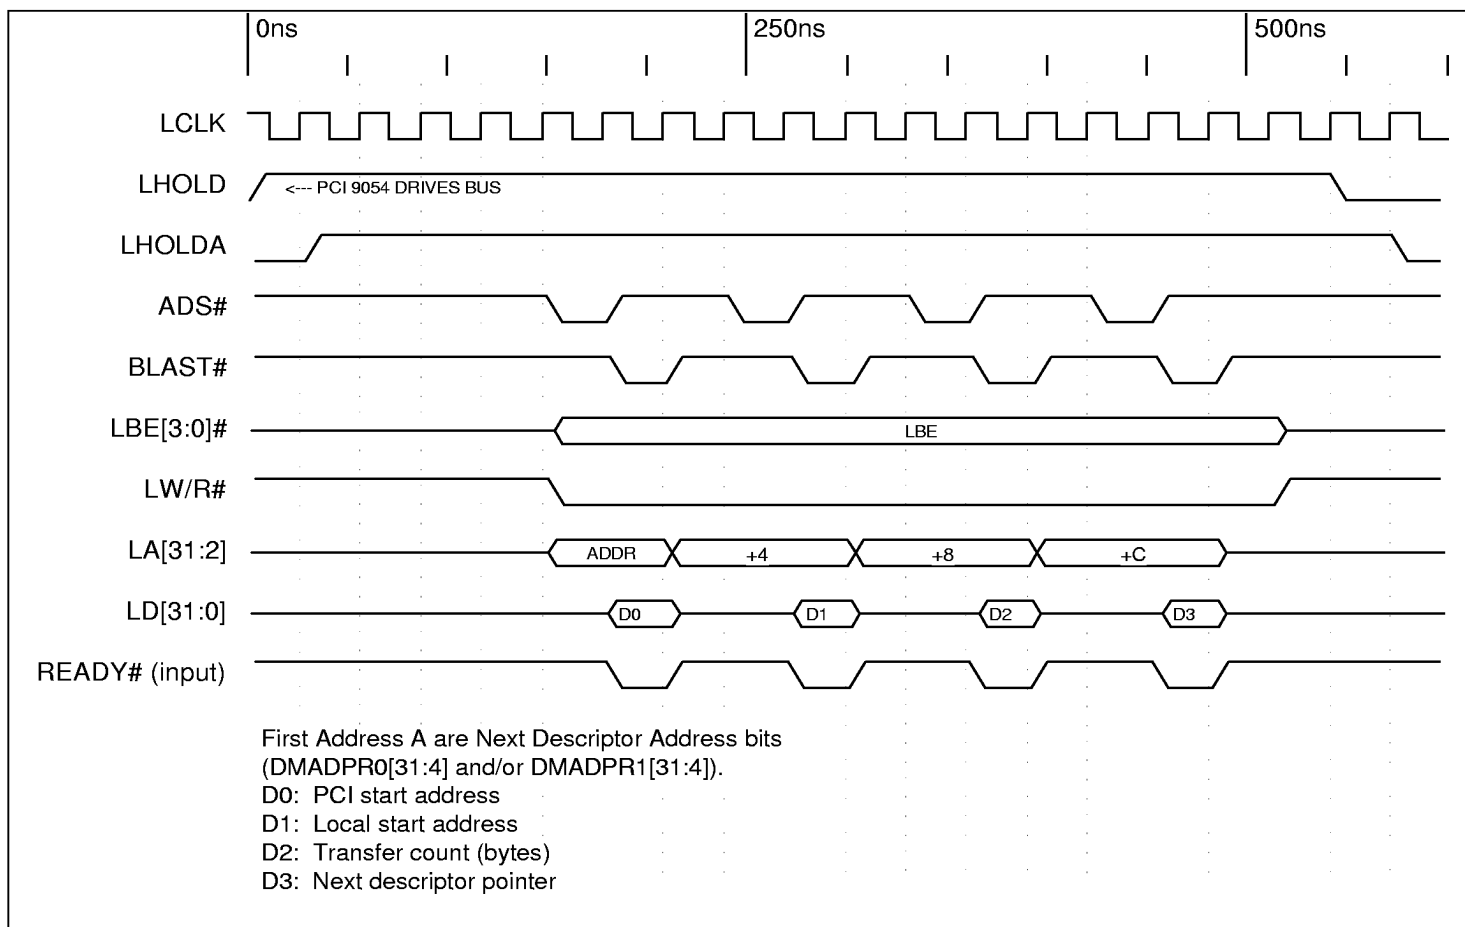 0ns 250ns 500ns
LCLK
LHOLD <--- PCI 9054 DRIVES BUS
LHOLDA
ADS#
BLAST#
LBE[3:0]# LBE
LW/R#
LA[31:2] ADDR +4 +8 +C
LD[31:0] D0 D1 D2 D3
READY# (input)
First Address A are Next Descriptor Address bits
(DMADPR0[31:4] and/or DMADPR1[31:4]).
D0: PCI start address
D1: Local start address
D2: Transfer count (bytes)
D3: Next descriptor pointer